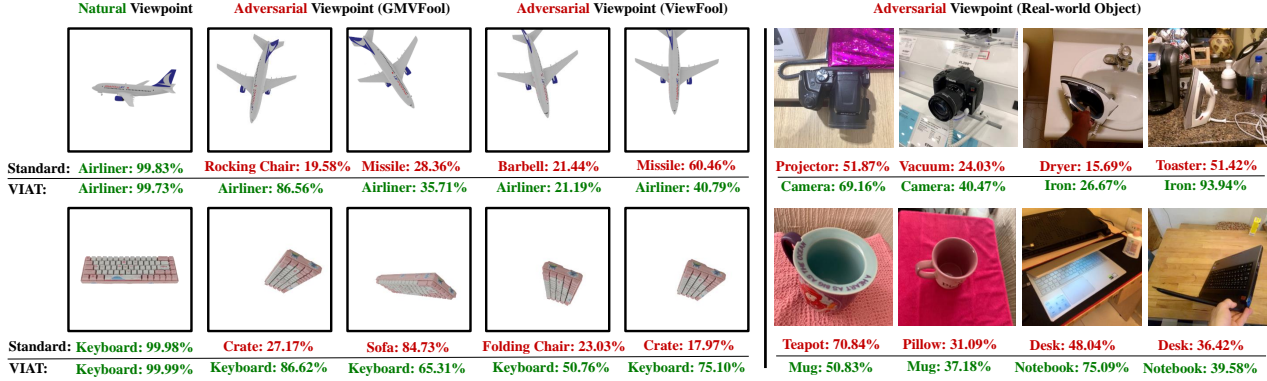 Natural Viewpoint Adversarial Viewpoint (GMVFool) Adversarial Viewpoint (ViewFool) Adversarial Viewpoint (Real-world Object)
Standard: Airliner: 99.83% Rocking Chair: 19.58% Missile: 28.36% Barbell: 21.44% Missile: 60.46% Projector: 51.87% Vacuum: 24.03% Dryer: 15.69% Toaster: 51.42%
VIAT: Airliner: 99.73% Airliner: 86.56% Airliner: 35.71% Airliner: 21.19% Airliner: 40.79% Camera: 69.16% Camera: 40.47% Iron: 26.67% Iron: 93.94%
Standard: Keyboard: 99.98% Crate: 27.17% Sofa: 84.73% Folding Chair: 23.03% Crate: 17.97% Teapot: 70.84% Pillow: 31.09% Desk: 48.04% Desk: 36.42%
VIAT: Keyboard: 99.99% Keyboard: 86.62% Keyboard: 65.31% Keyboard: 50.76% Keyboard: 75.10% Mug: 50.83% Mug: 37.18% Notebook: 75.09% Notebook: 39.58%